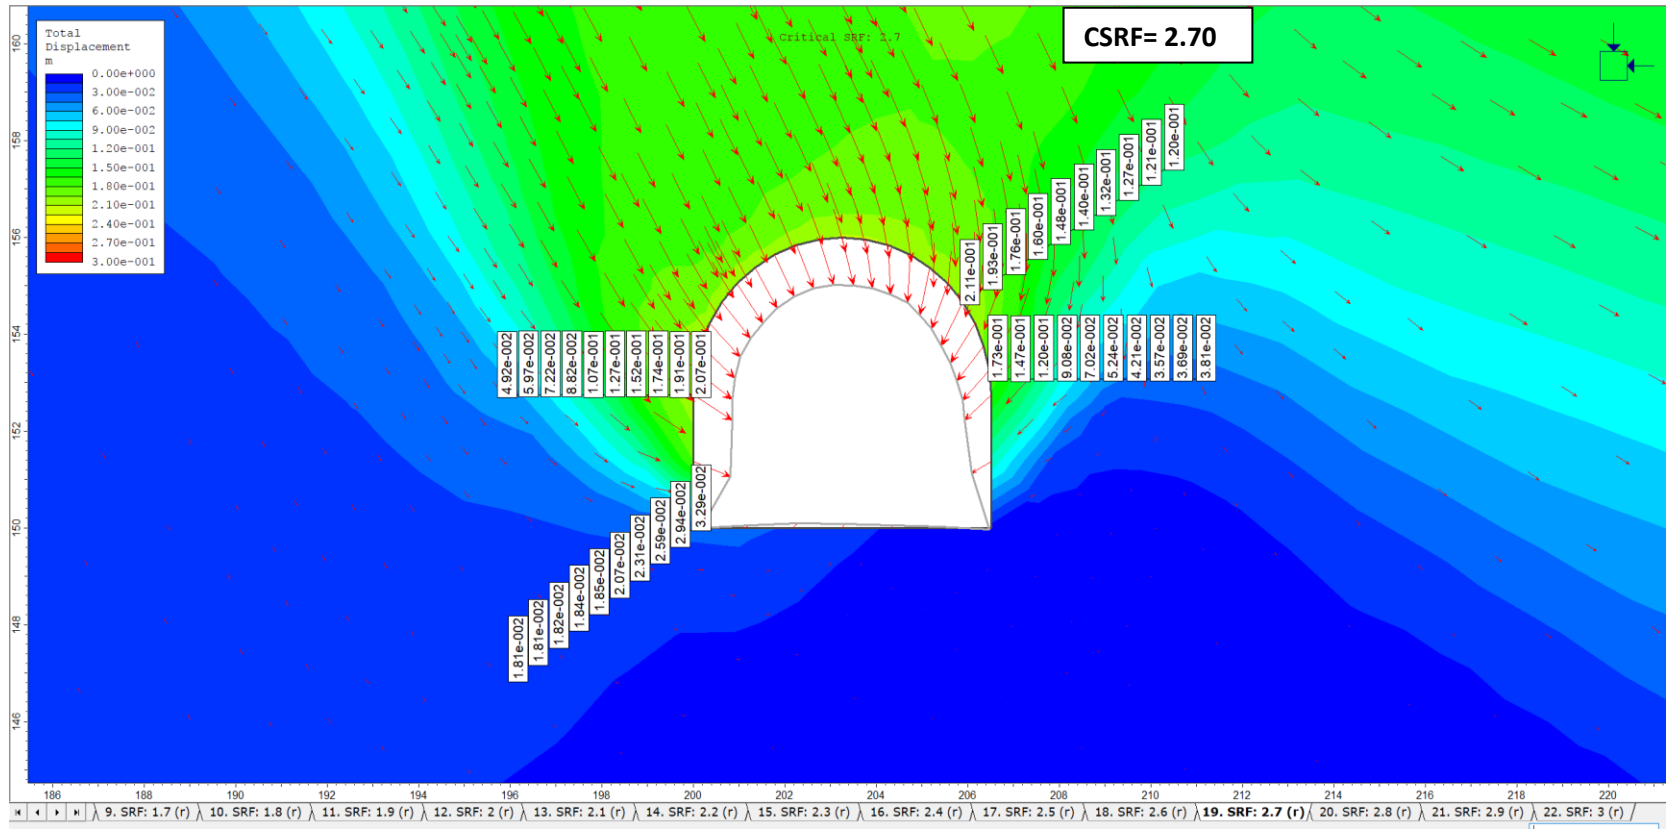 Total
Displacement
m
0.00e+000
3.00e-002
6.00e-002
9.00e-002
1.20e-001
1.50e-001
1.80e-001
2.10e-001
2.40e-001
2.70e-001
3.00e-001
Critical SRF: 2.7
CSRF= 2.70
160
158
156
154
152
150
148
146
2.11e-001
1.93e-001
1.76e-001
1.60e-001
1.48e-001
1.40e-001
1.32e-001
1.27e-001
1.21e-001
1.20e-001
4.92e-002
5.97e-002
7.22e-002
8.82e-002
1.07e-001
1.27e-001
1.52e-001
1.74e-001
1.91e-001
2.07e-001
1.73e-001
1.47e-001
1.20e-001
9.08e-002
7.02e-002
5.24e-002
4.21e-002
3.57e-002
3.69e-002
3.81e-002
1.81e-002
1.81e-002
1.82e-002
1.84e-002
1.85e-002
2.07e-002
2.31e-002
2.59e-002
2.94e-002
3.29e-002
186 188 190 192 194 196 198 200 202 204 206 208 210 212 214 216 218 220
9. SRF: 1.7 (r) 10. SRF: 1.8 (r) 11. SRF: 1.9 (r) 12. SRF: 2 (r) 13. SRF: 2.1 (r) 14. SRF: 2.2 (r) 15. SRF: 2.3 (r) 16. SRF: 2.4 (r) 17. SRF: 2.5 (r) 18. SRF: 2.6 (r) 19. SRF: 2.7 (r) 20. SRF: 2.8 (r) 21. SRF: 2.9 (r) 22. SRF: 3 (r)